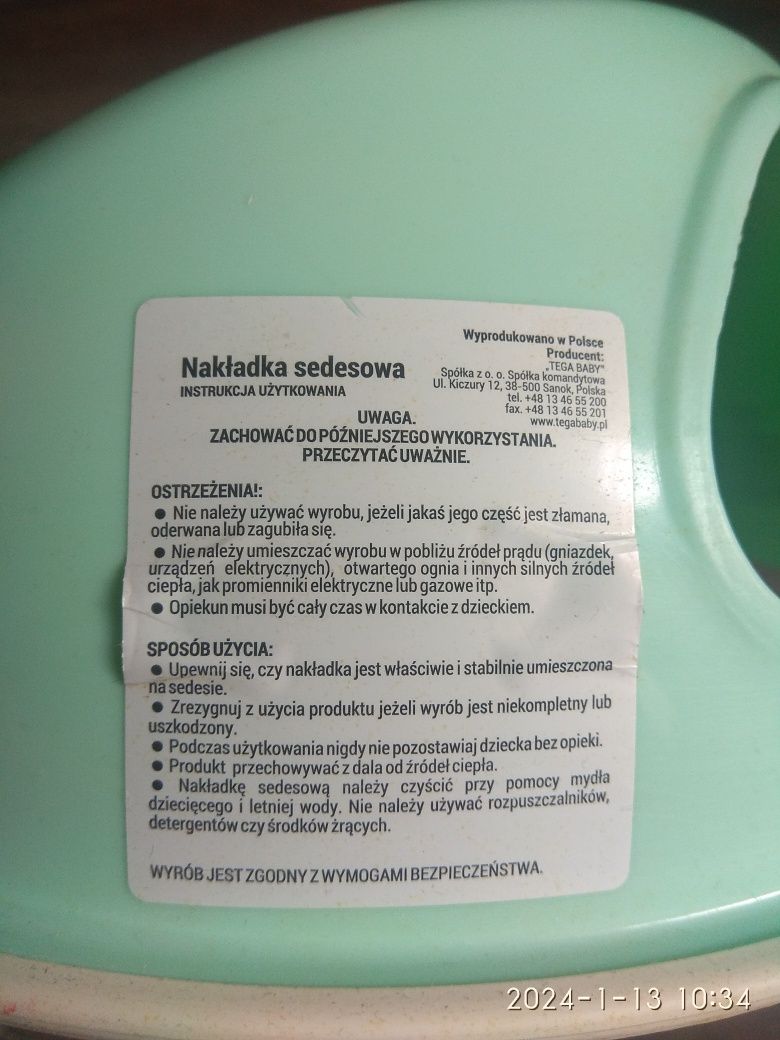 Nakładka sedesowa
INSTRUKCJA UŻYTKOWANIA
Wyprodukowano w Polsce
Producent:
„TEGA BABY"
Spółka z o. o. Spółka komandytowa
Ul. Kiczury 12, 38-500 Sanok, Polska
tel. +48 13 46 55 200
fax. +48 13 46 55 201
www.tegababy.pl
UWAGA.
ZACHOWAĆ DO PÓŹNIEJSZEGO WYKORZYSTANIA.
PRZECZYTAĆ UWAŻNIE.
OSTRZEŻENIA!:
● Nie należy używać wyrobu, jeżeli jakaś jego część jest złamana,
oderwana lub zagubiła się.
● Nie należy umieszczać wyrobu w pobliżu źródeł prądu (gniazdek,
urządzeń elektrycznych), otwartego ognia i innych silnych źródeł
ciepła, jak promienniki elektryczne lub gazowe itp.
● Opiekun musi być cały czas w kontakcie z dzieckiem.
SPOSÓB UŻYCIA:
● Upewnij się, czy nakładka jest właściwie i stabilnie umieszczona
na sedesie.
● Zrezygnuj z użycia produktu jeżeli wyrób jest niekompletny lub
uszkodzony.
● Podczas użytkowania nigdy nie pozostawiaj dziecka bez opieki.
● Produkt przechowywać z dala od źródeł ciepła.
● Nakładkę sedesową należy czyścić przy pomocy mydła
dziecięcego i letniej wody. Nie należy używać rozpuszczalników,
detergentów czy środków żrących.
WYRÓB JEST ZGODNY Z WYMOGAMI BEZPIECZEŃSTWA.
2024-1-13 10:34